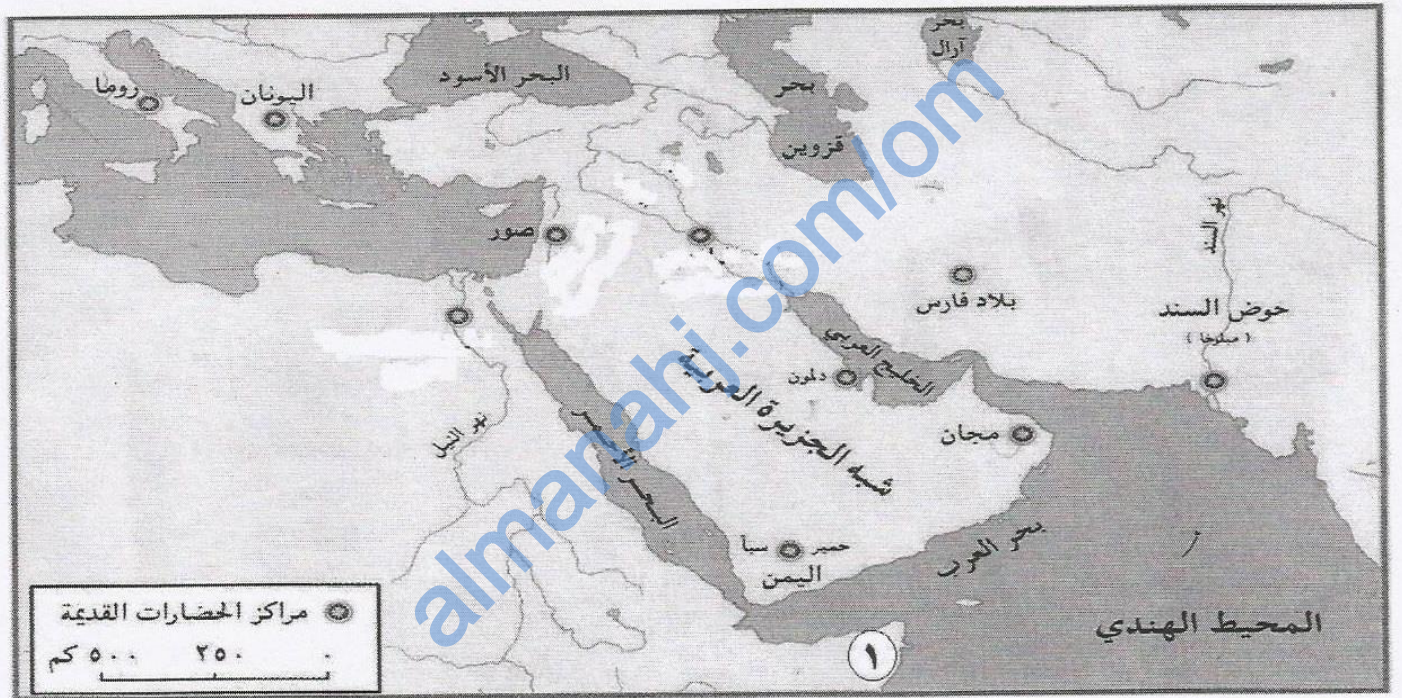 بحر
آرال
البحر الأسود
بحر
قزوين
روما
اليونان
صور
نهر السند
بلاد فارس
حوض السند
( ميلوخا )
الخليج العربي
دلمون
شبه الجزيرة العربية
مجان
نهر النيل
البحر الأحمر
حمير
سبأ
اليمن
بحر العرب
المحيط الهندي
١
مراكز الحضارات القديمة
٠ ٢٥٠ ٥٠٠ كم
almanahj.com/om